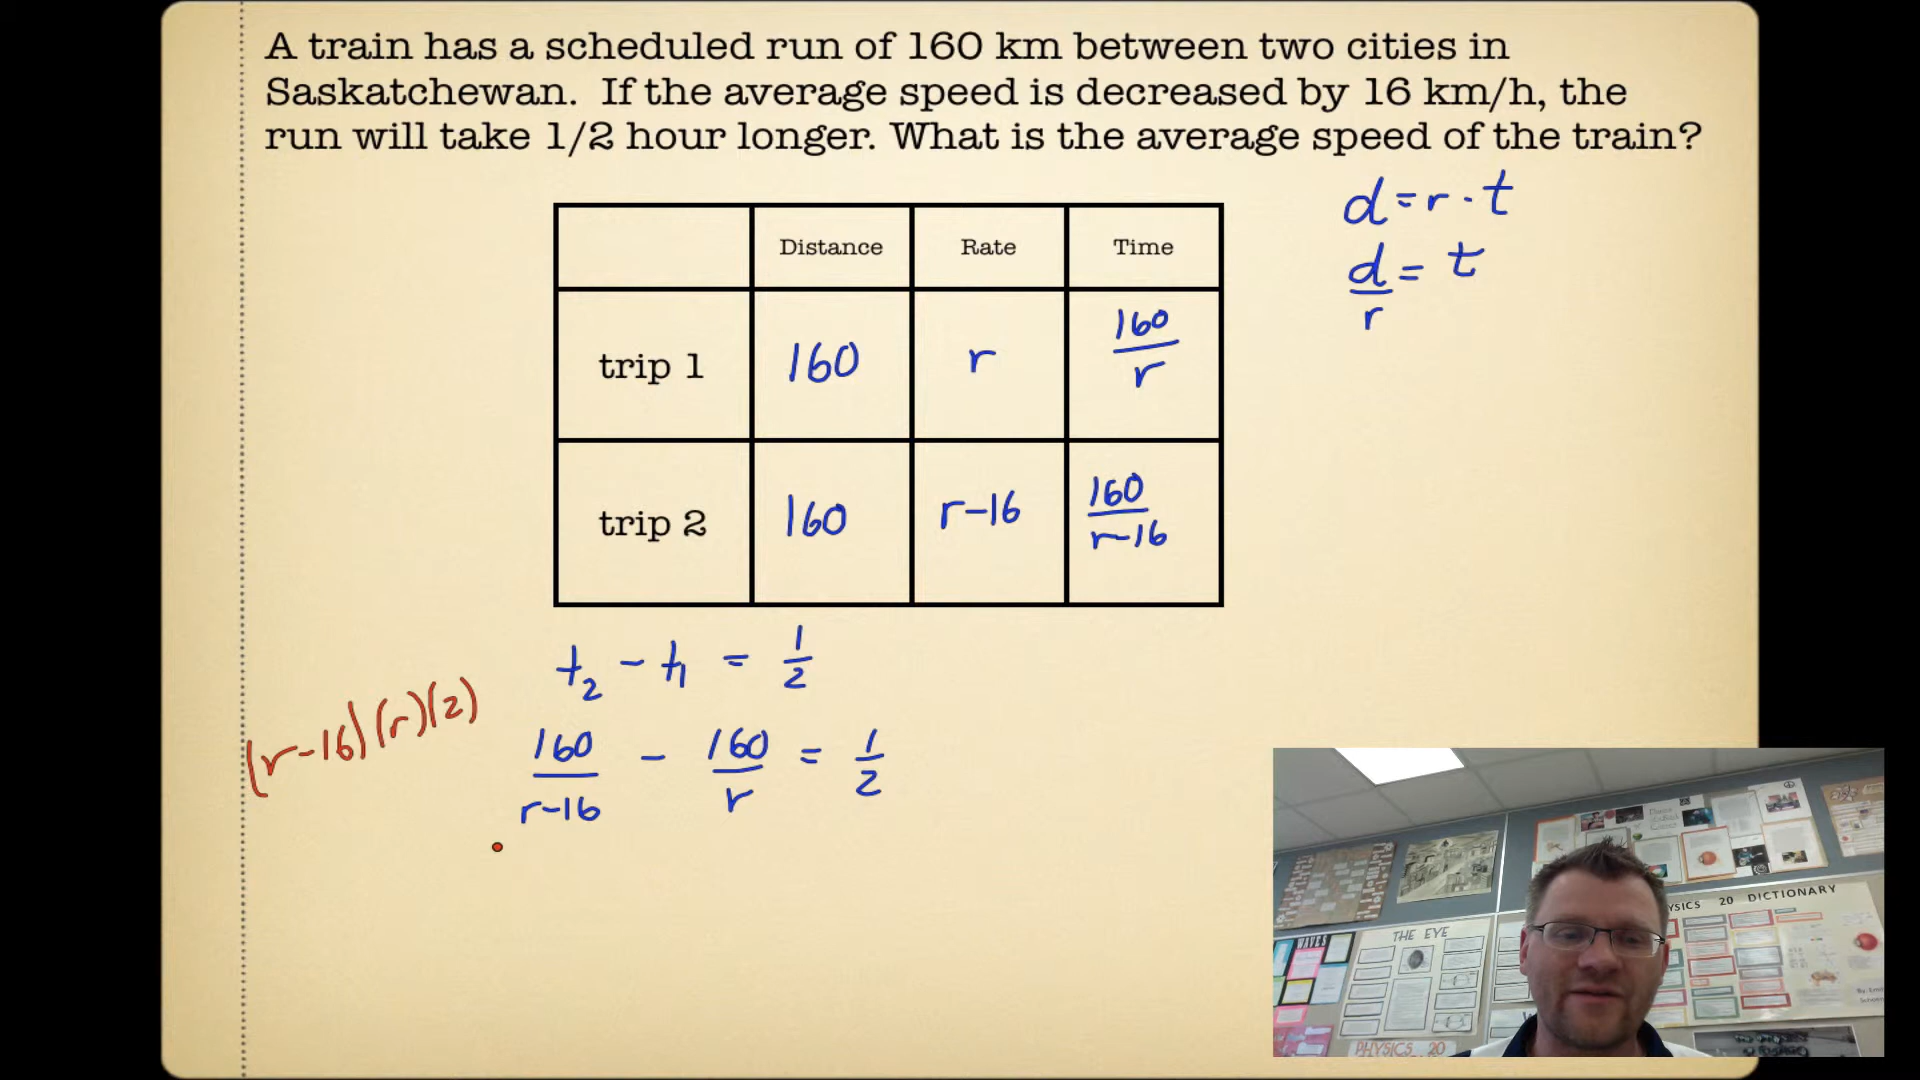 A train has a scheduled run of 160 km between two cities in
Saskatchewan. If the average speed is decreased by 16 km/h, the
run will take 1/2 hour longer. What is the average speed of the train?
d = r · t
d/r = t
Distance Rate Time
trip 1 160 r 160/r
trip 2 160 r-16 160/r-16
t₂ - t₁ = 1/2
(r-16)(r)(2)
160/r-16 - 160/r = 1/2
THE EYE
WAVES
YSICS 20 DICTIONARY
PHYSICS 20